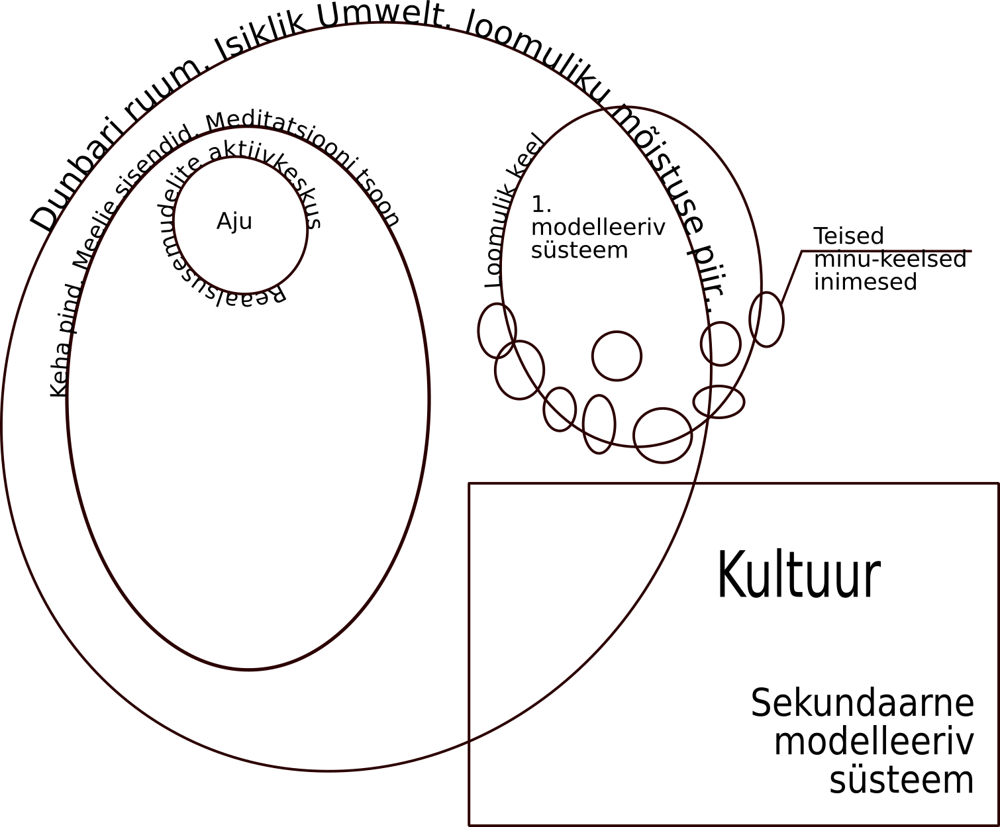 Dunbari ruum. Isiklik Umwelt. loomuliku mõistuse piir...
Keha pind. Meelie sisendid. Meditatsiooni tsoon
Reaalsusemudelite aktiivkeskus
Aju
Loomulik keel
1.
modelleeriv
süsteem
Teised
minu-keelsed
inimesed
Kultuur
Sekundaarne
modelleeriv
süsteem